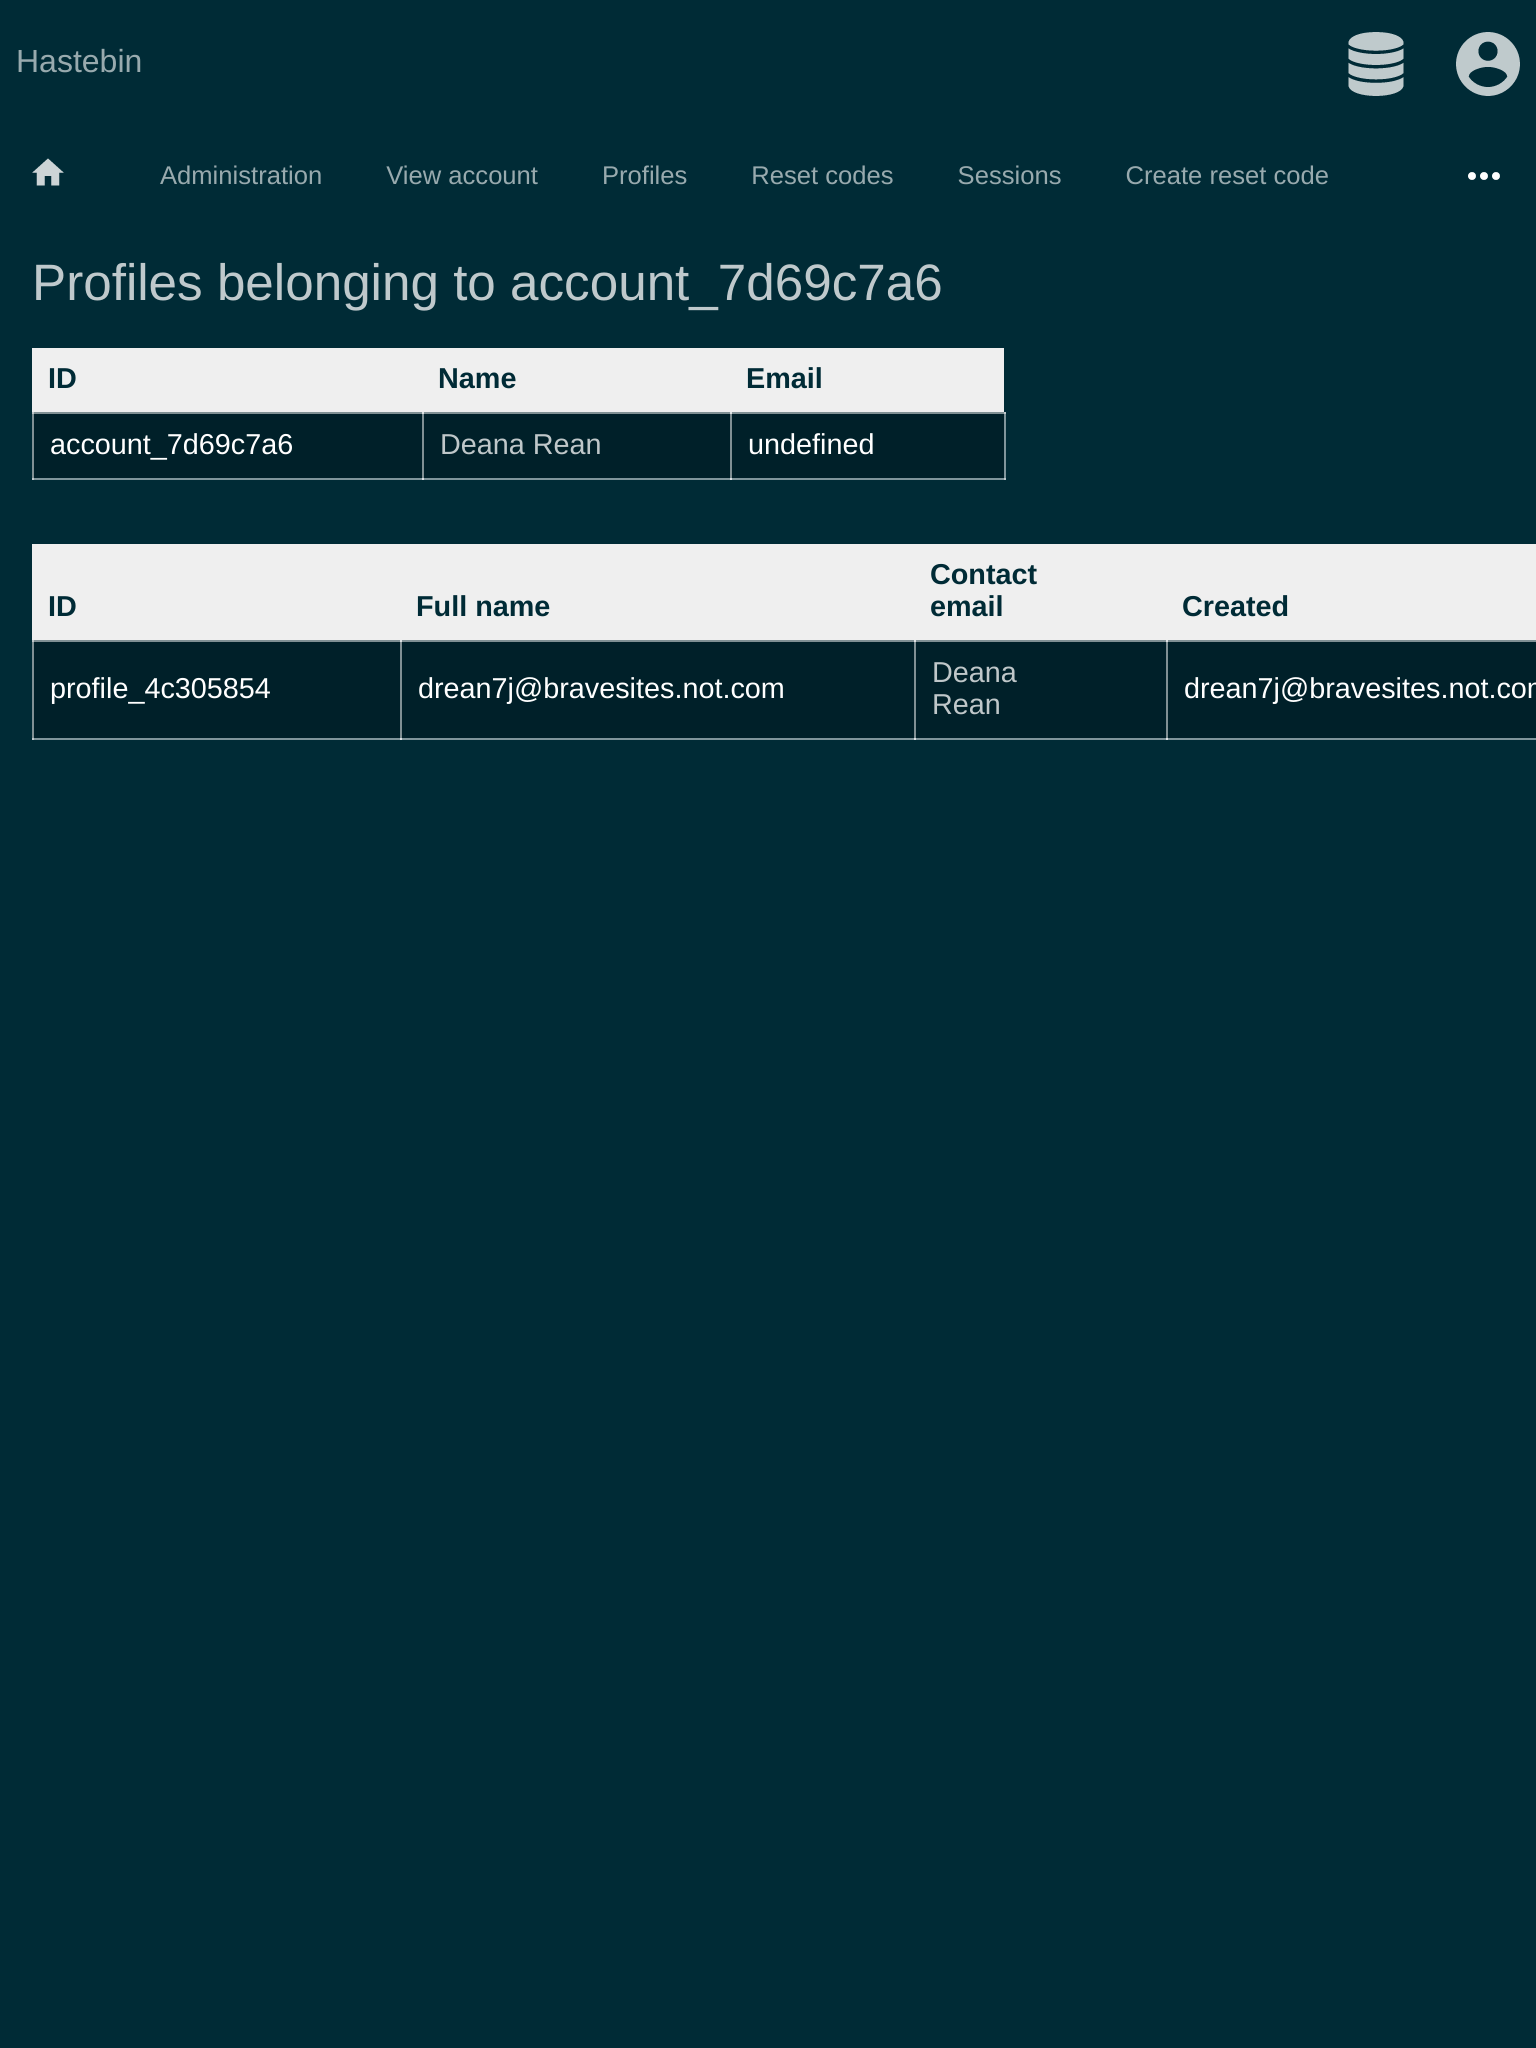 Hastebin
Administration View account Profiles Reset codes Sessions Create reset code
Profiles belonging to account_7d69c7a6
ID Name Email
account_7d69c7a6 Deana Rean undefined
ID Full name Contact email Created
profile_4c305854 drean7j@bravesites.not.com Deana Rean drean7j@bravesites.not.com